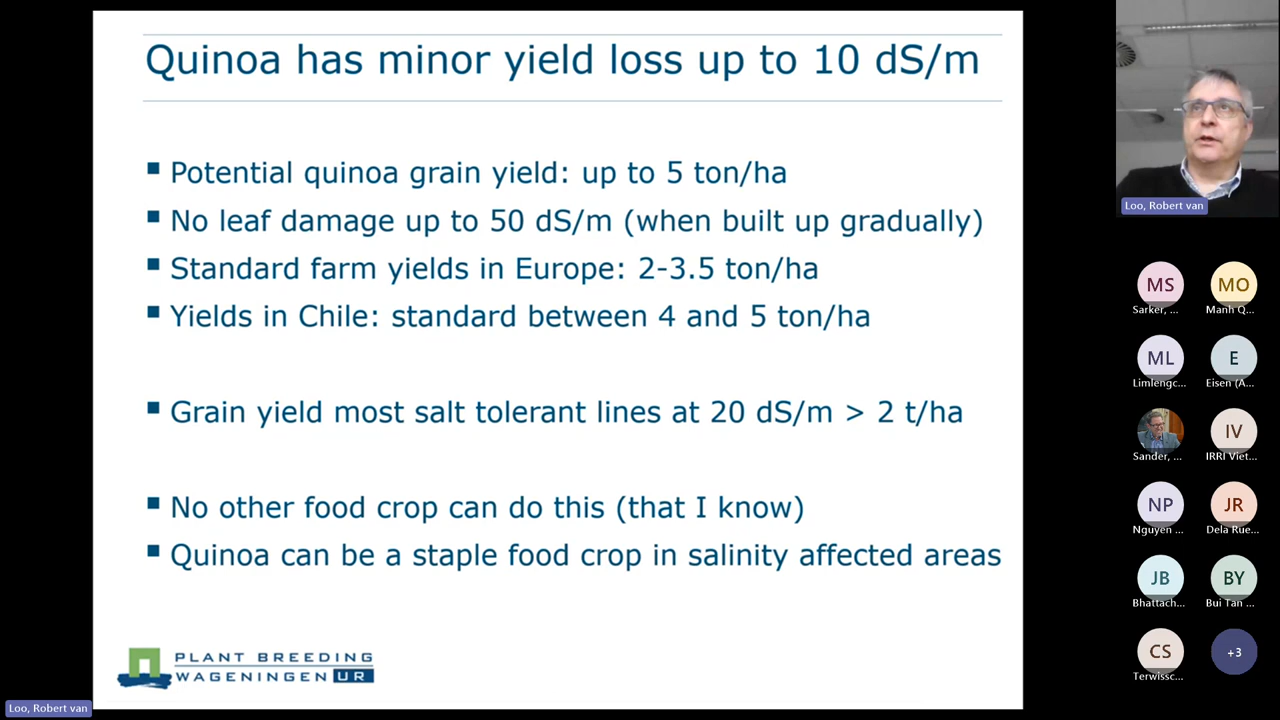 Quinoa has minor yield loss up to 10 dS/m
Potential quinoa grain yield: up to 5 ton/ha
No leaf damage up to 50 dS/m (when built up gradually)
Standard farm yields in Europe: 2-3.5 ton/ha
Yields in Chile: standard between 4 and 5 ton/ha
Grain yield most salt tolerant lines at 20 dS/m > 2 t/ha
No other food crop can do this (that I know)
Quinoa can be a staple food crop in salinity affected areas
PLANT BREEDING
WAGENINGEN UR
Loo, Robert van
Loo, Robert van
MS
MO
Sarker, ...
Manh Q...
ML
E
Limlengc...
Eisen (A...
IV
Sander, ...
IRRI Viet...
NP
JR
Nguyen ...
Dela Rue...
JB
BY
Bhattach...
Bui Tan ...
CS
+3
Terwissc...